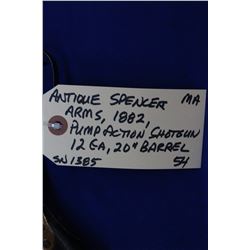 ANTIQUE SPENCER MA
ARMS, 1882,
PUMP ACTION SHOTGUN
12 GA, 20" BARREL
SN 1385 54